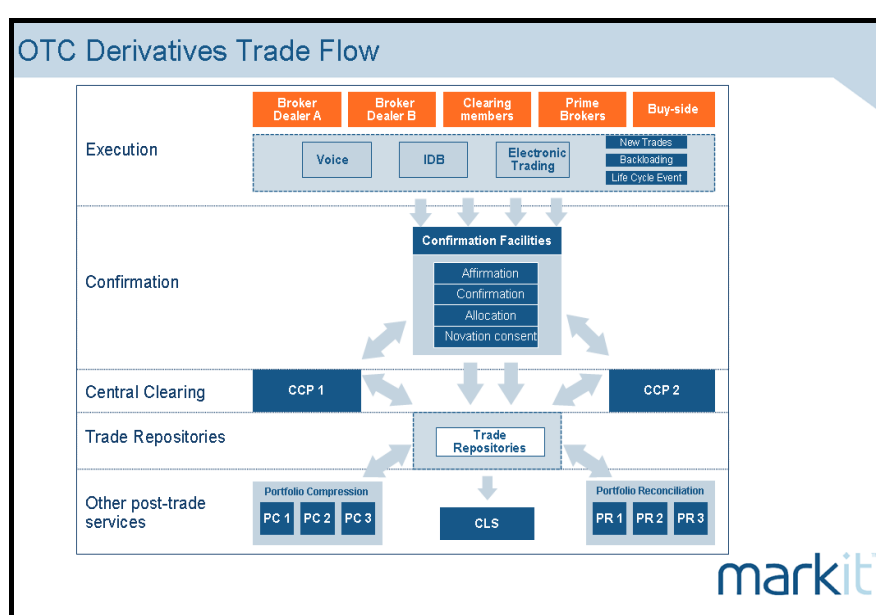 OTC Derivatives Trade Flow
Broker
Dealer A
Broker
Dealer B
Clearing
members
Prime
Brokers
Buy-side
Execution
Voice
IDB
Electronic
Trading
New Trades
Backloading
Life Cycle Event
Confirmation
Confirmation Facilities
Affirmation
Confirmation
Allocation
Novation consent
Central Clearing
CCP 1
CCP 2
Trade Repositories
Trade
Repositories
Other post-trade
services
Portfolio Compression
PC 1
PC 2
PC 3
CLS
Portfolio Reconciliation
PR 1
PR 2
PR 3
markit